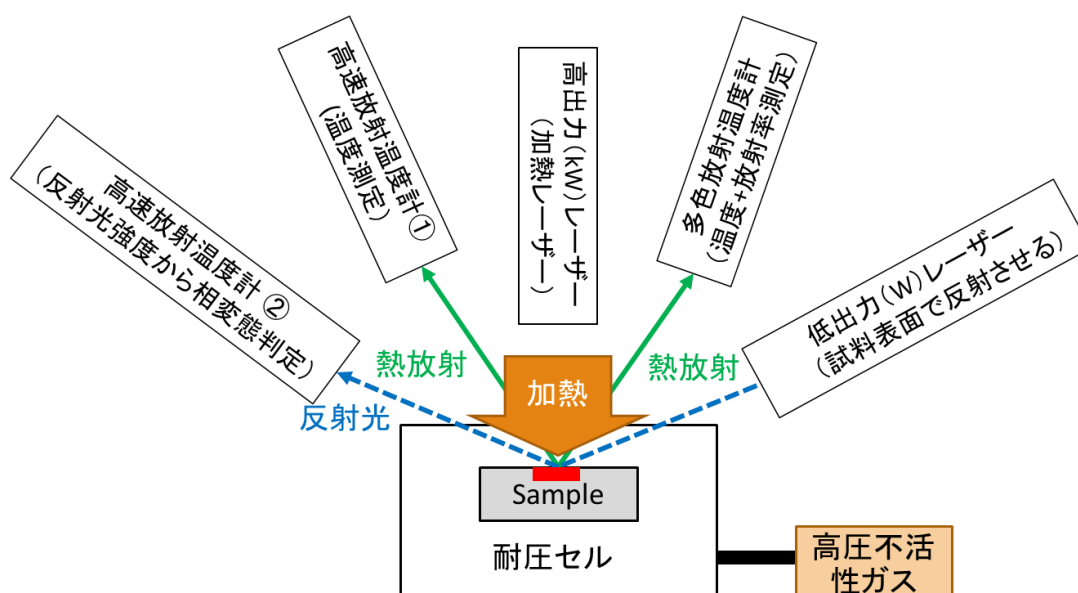 高速放射温度計 ②
(反射光強度から相変態判定)
高速放射温度計 ①
(温度測定)
高出力(kW)レーザー
(加熱レーザー)
多色放射温度計
(温度+放射率測定)
低出力(W)レーザー
(試料表面で反射させる)
熱放射
加熱
熱放射
反射光
Sample
耐圧セル
高圧不活
性ガス